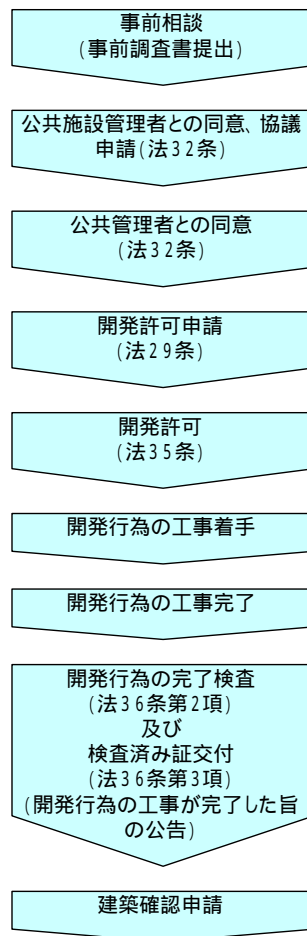 事前相談
(事前調査書提出)
公共施設管理者との同意、協議
申請(法32条)
公共管理者との同意
(法32条)
開発許可申請
(法29条)
開発許可
(法35条)
開発行為の工事着手
開発行為の工事完了
開発行為の完了検査
(法36条第2項)
及び
検査済み証交付
(法36条第3項)
(開発行為の工事が完了した旨
の公告)
建築確認申請